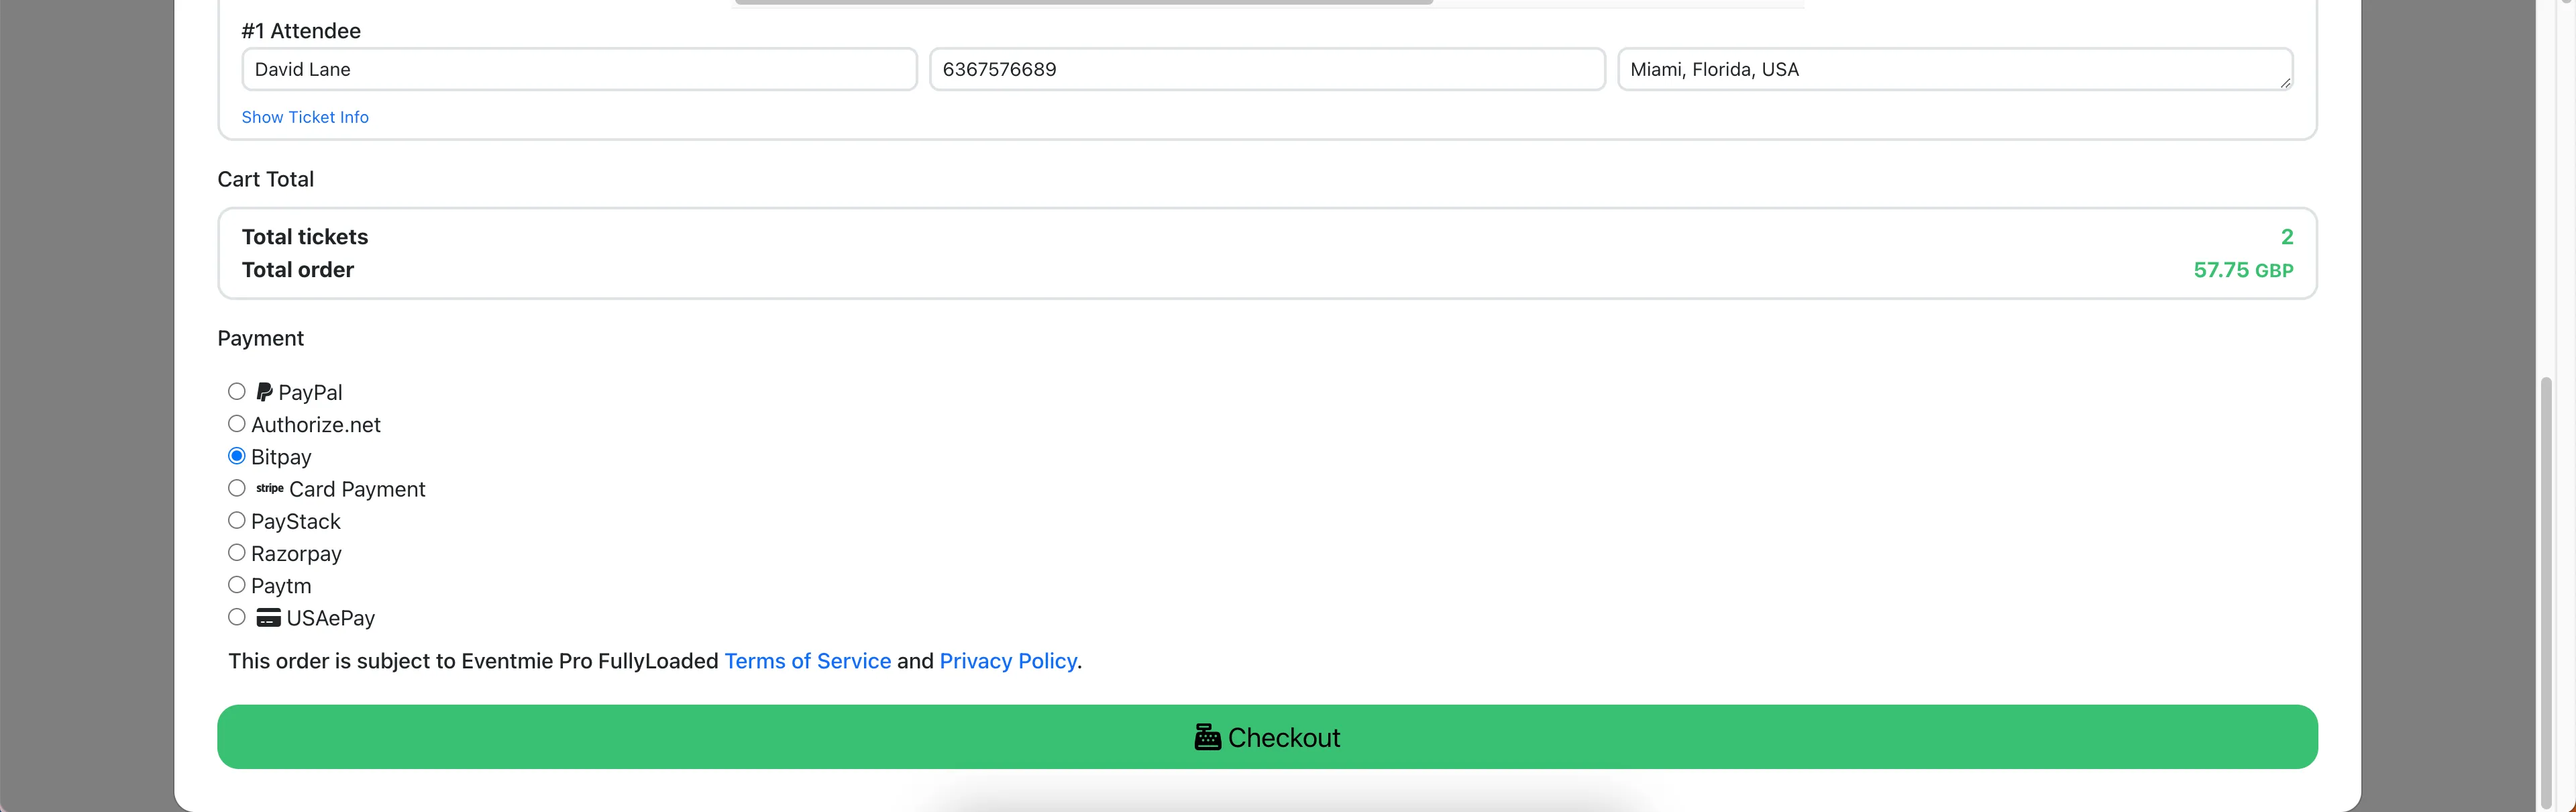 #1 Attendee
David Lane 6367576689 Miami, Florida, USA
Show Ticket Info
Cart Total
Total tickets 2
Total order 57.75 GBP
Payment
PayPal
Authorize.net
Bitpay
stripe Card Payment
PayStack
Razorpay
Paytm
USAePay
This order is subject to Eventmie Pro FullyLoaded Terms of Service and Privacy Policy.
Checkout